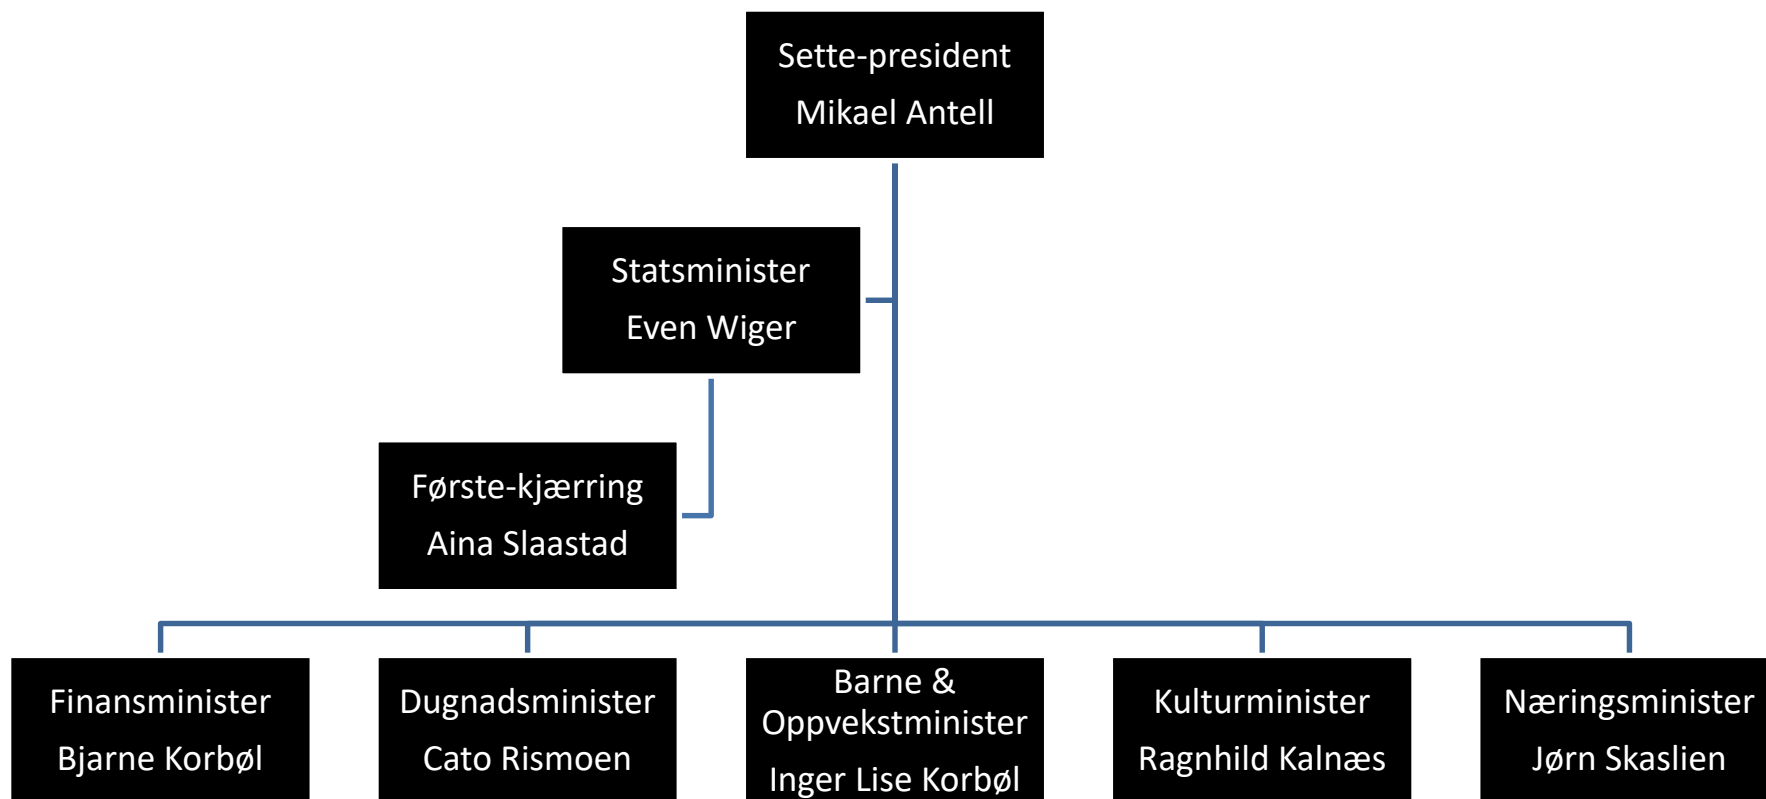 Sette-president
Mikael Antell
Statsminister
Even Wiger
Første-kjærring
Aina Slaastad
Finansminister
Bjarne Korbøl
Dugnadsminister
Cato Rismoen
Barne &
Oppvekstminister
Inger Lise Korbøl
Kulturminister
Ragnhild Kalnæs
Næringsminister
Jørn Skaslien